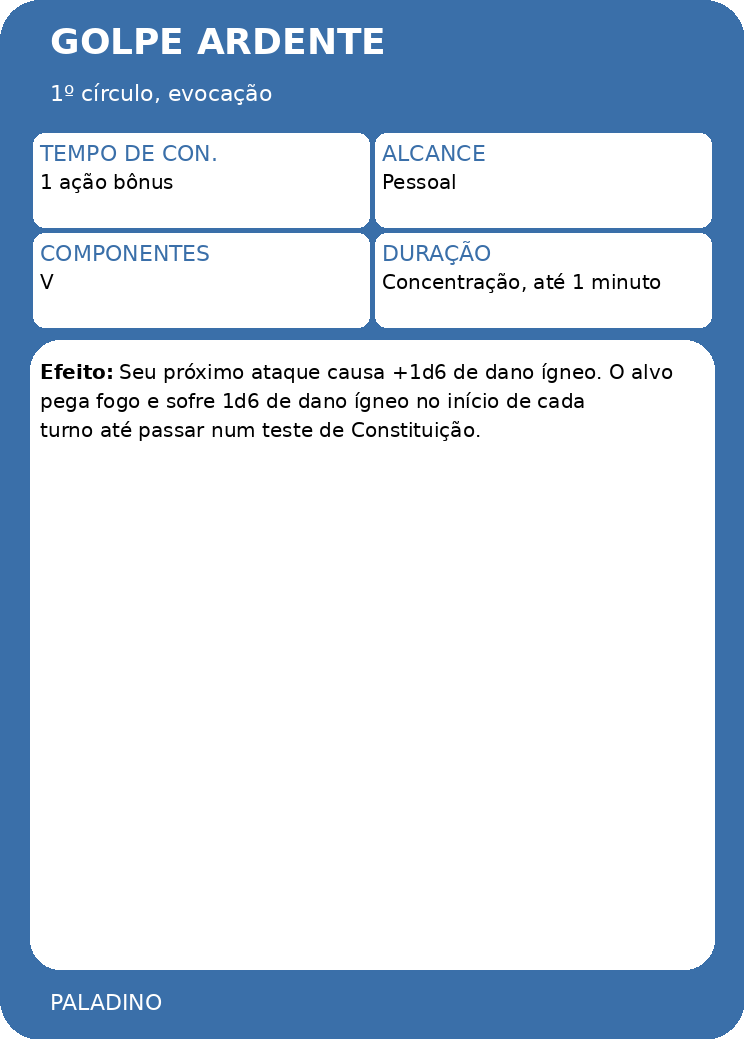 GOLPE ARDENTE
1º círculo, evocação
TEMPO DE CON.
1 ação bônus
ALCANCE
Pessoal
COMPONENTES
V
DURAÇÃO
Concentração, até 1 minuto
Efeito: Seu próximo ataque causa +1d6 de dano ígneo. O alvo
pega fogo e sofre 1d6 de dano ígneo no início de cada
turno até passar num teste de Constituição.
PALADINO